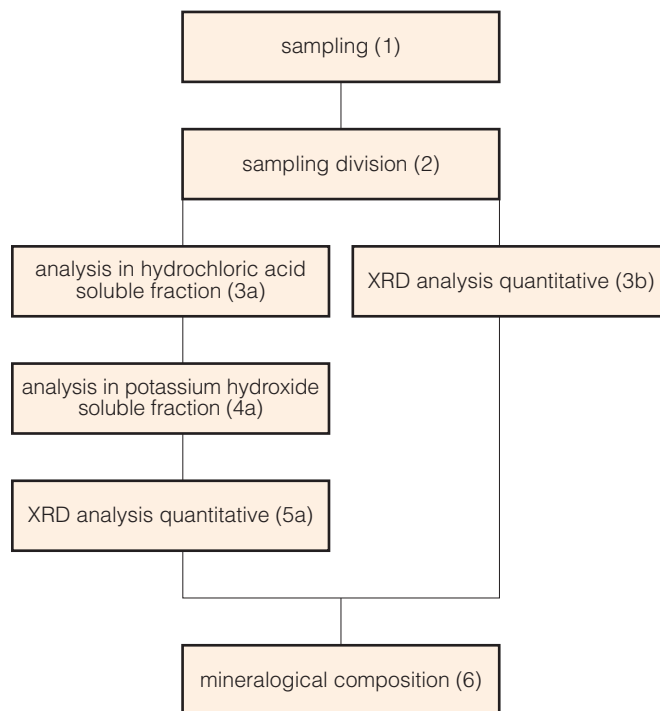 sampling (1)
sampling division (2)
analysis in hydrochloric acid
soluble fraction (3a)
XRD analysis quantitative (3b)
analysis in potassium hydroxide
soluble fraction (4a)
XRD analysis quantitative (5a)
mineralogical composition (6)